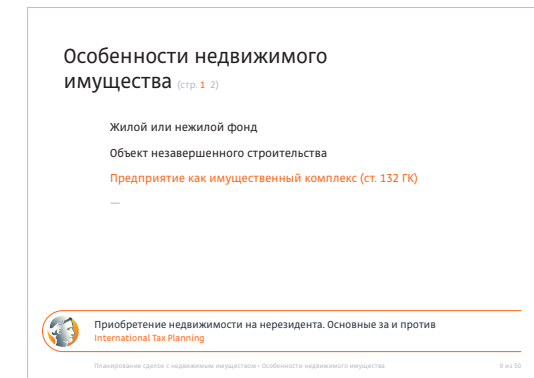 Особенности недвижимого
имущества (стр. 1 2)
Жилой или нежилой фонд
Объект незавершенного строительства
Предприятие как имущественный комплекс (ст. 132 ГК)
—
Приобретение недвижимости на нерезидента. Основные за и против
International Tax Planning
Планирование сделок с недвижимым имуществом • Особенности недвижимого имущества 9 из 50